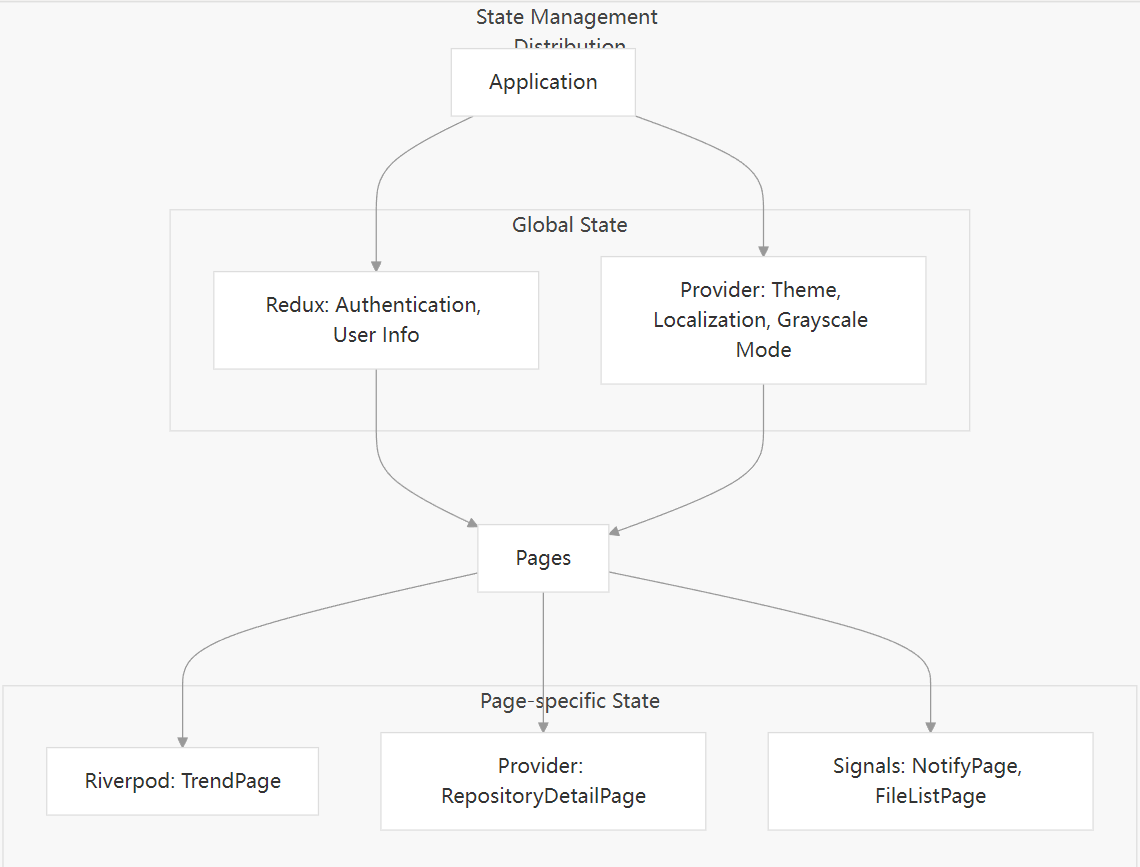 State Management
Distribution
Application
Global State
Redux: Authentication,
User Info
Provider: Theme,
Localization, Grayscale
Mode
Pages
Page-specific State
Riverpod: TrendPage
Provider:
RepositoryDetailPage
Signals: NotifyPage,
FileListPage